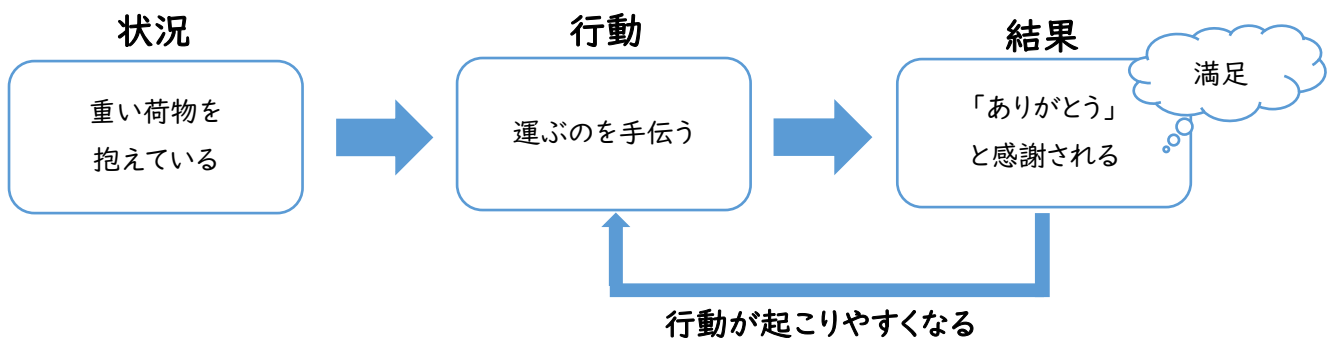 状況
重い荷物を
抱えている
行動
運ぶのを手伝う
結果
「ありがとう」
と感謝される
満足
行動が起こりやすくなる